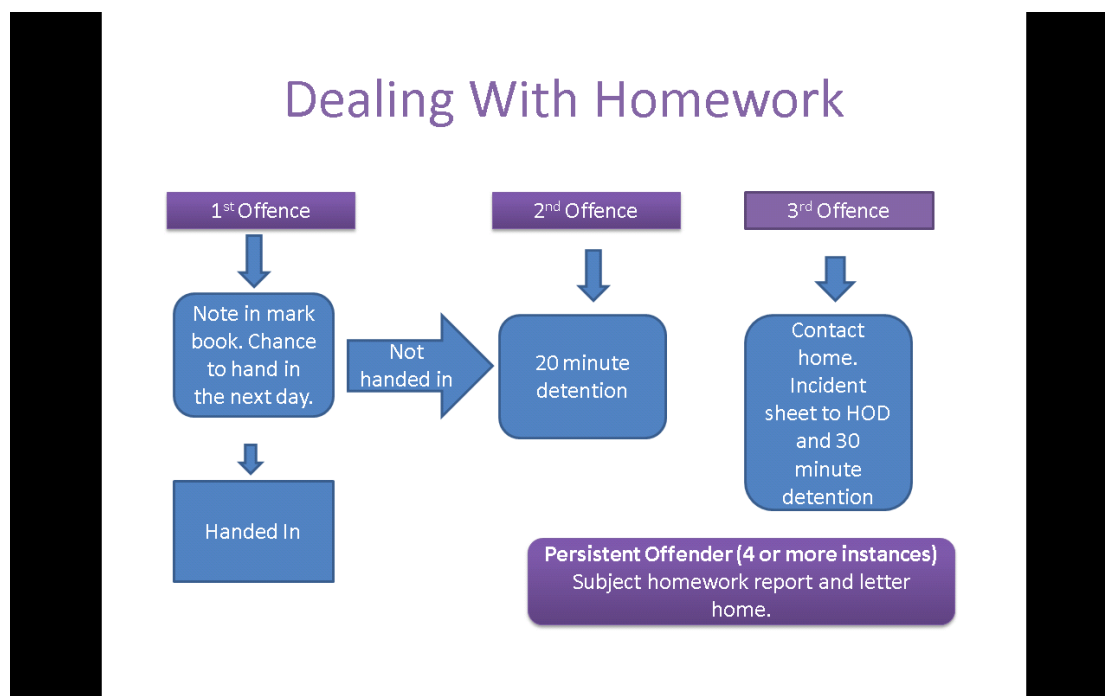 Dealing With Homework
1st Offence
Note in mark
book. Chance
to hand in
the next day.
Handed In
Not
handed in
2nd Offence
20 minute
detention
3rd Offence
Contact
home.
Incident
sheet to HOD
and 30
minute
detention
Persistent Offender (4 or more instances)
Subject homework report and letter
home.